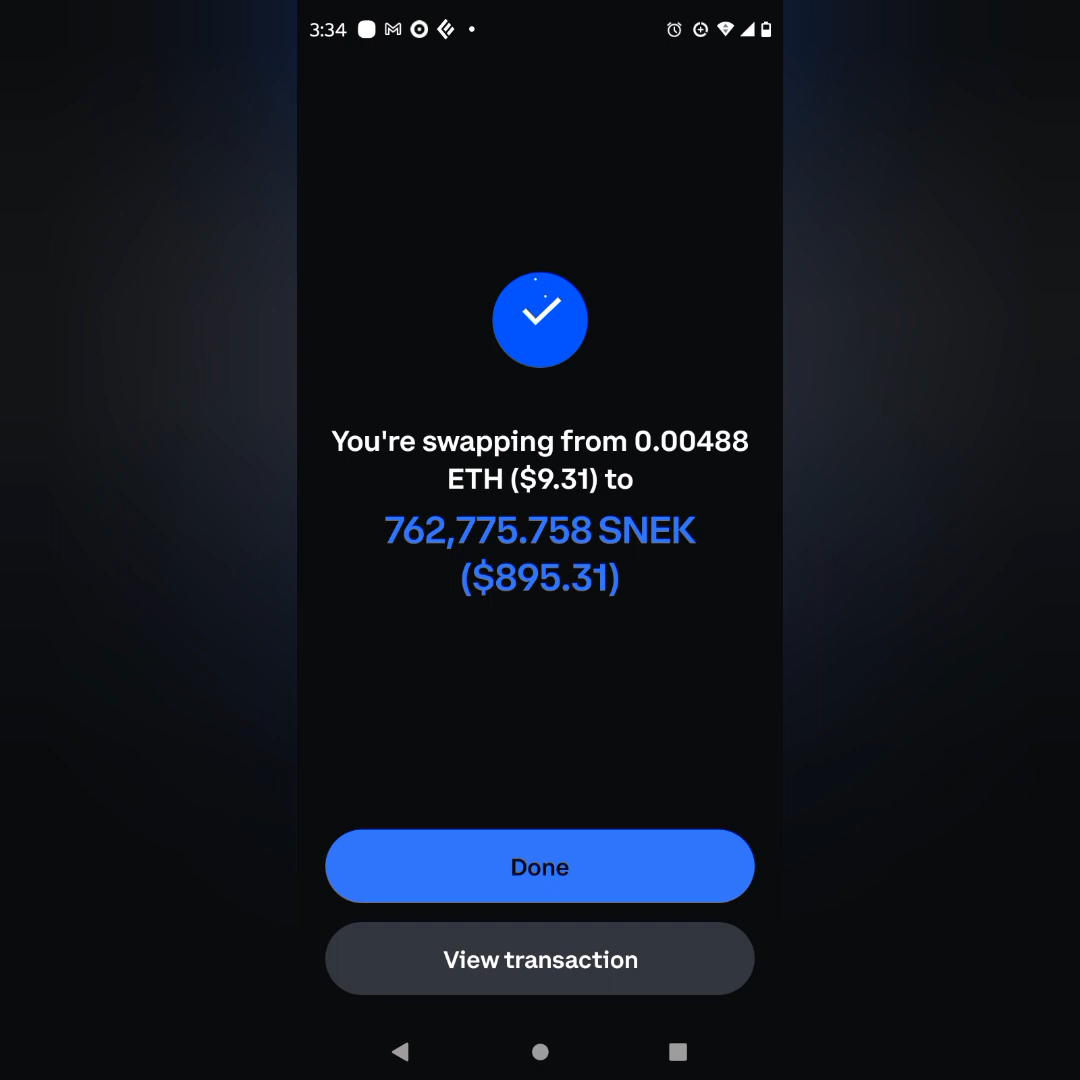 3:34
You're swapping from 0.00488
ETH ($9.31) to
762,775.758 SNEK
($895.31)
Done
View transaction